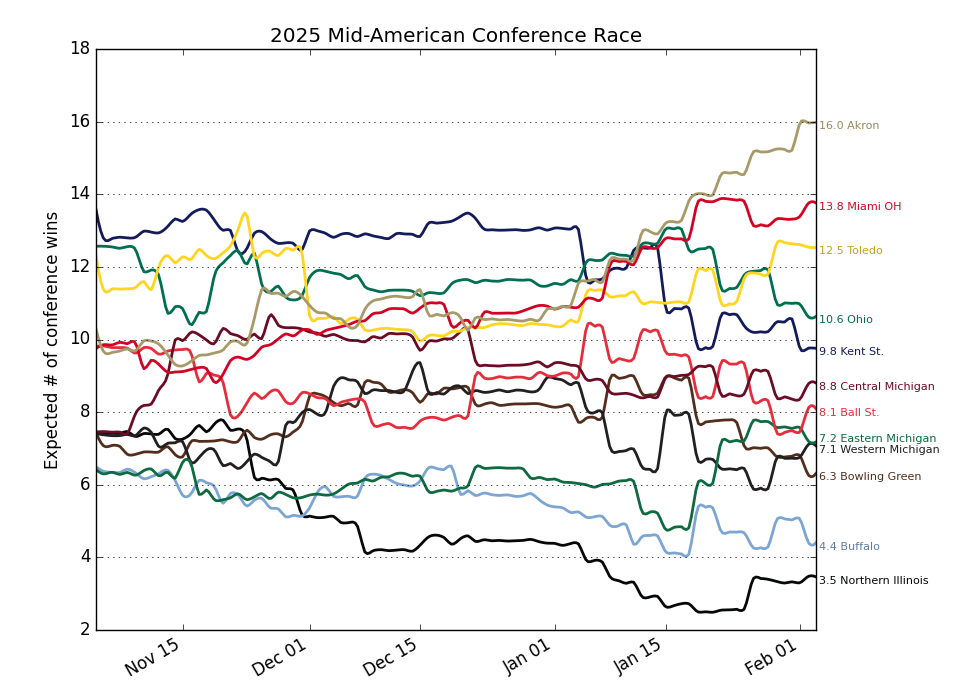 2025 Mid-American Conference Race
Expected # of conference wins
18
16
14
12
10
8
6
4
2
16.0 Akron
13.8 Miami OH
12.5 Toledo
10.6 Ohio
9.8 Kent St.
8.8 Central Michigan
8.1 Ball St.
7.2 Eastern Michigan
7.1 Western Michigan
6.3 Bowling Green
4.4 Buffalo
3.5 Northern Illinois
Nov 15
Dec 01
Dec 15
Jan 01
Jan 15
Feb 01